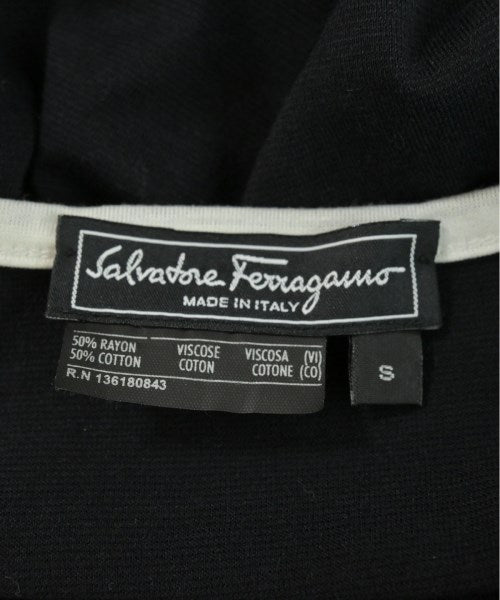 Salvatore Ferragamo
MADE IN ITALY
50% RAYON VISCOSE VISCOSA (VI)
50% COTTON COTON COTONE (CO)
R.N 136180843
S